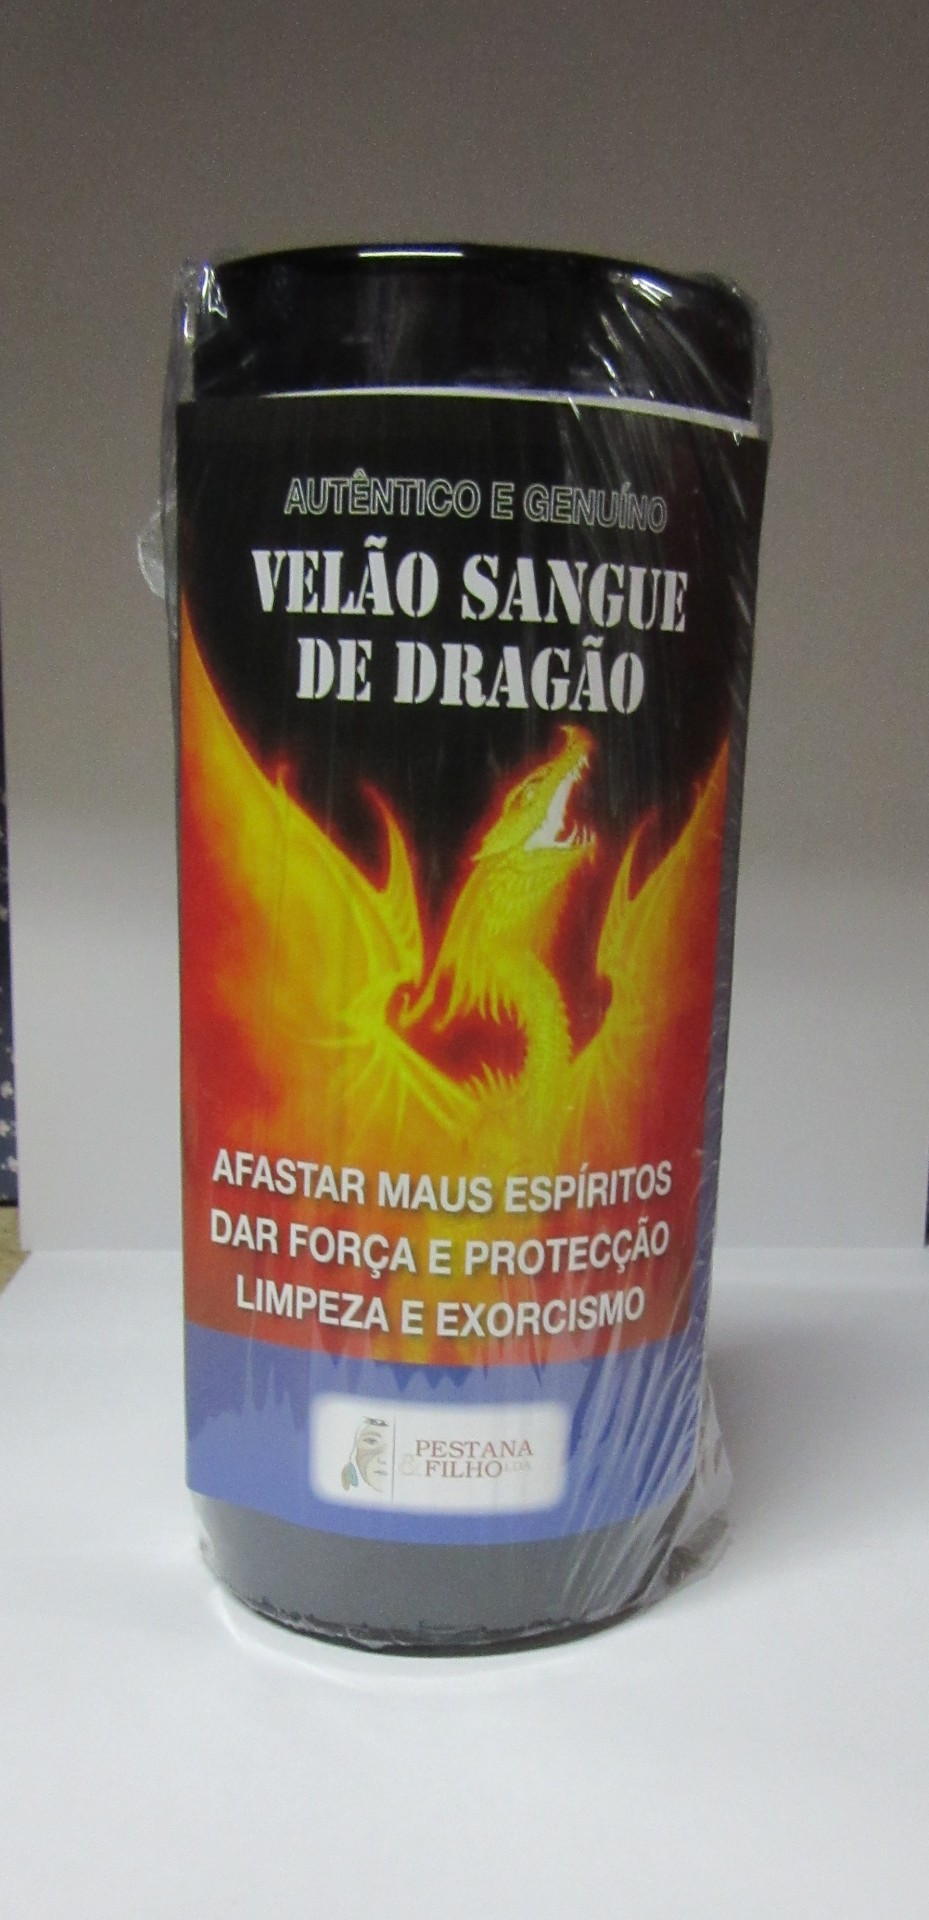 AUTÊNTICO E GENUÍNO
VELÃO SANGUE
DE DRAGÃO
AFASTAR MAUS ESPÍRITOS
DAR FORÇA E PROTECÇÃO
LIMPEZA E EXORCISMO
PESTANA
&FILHO LDA